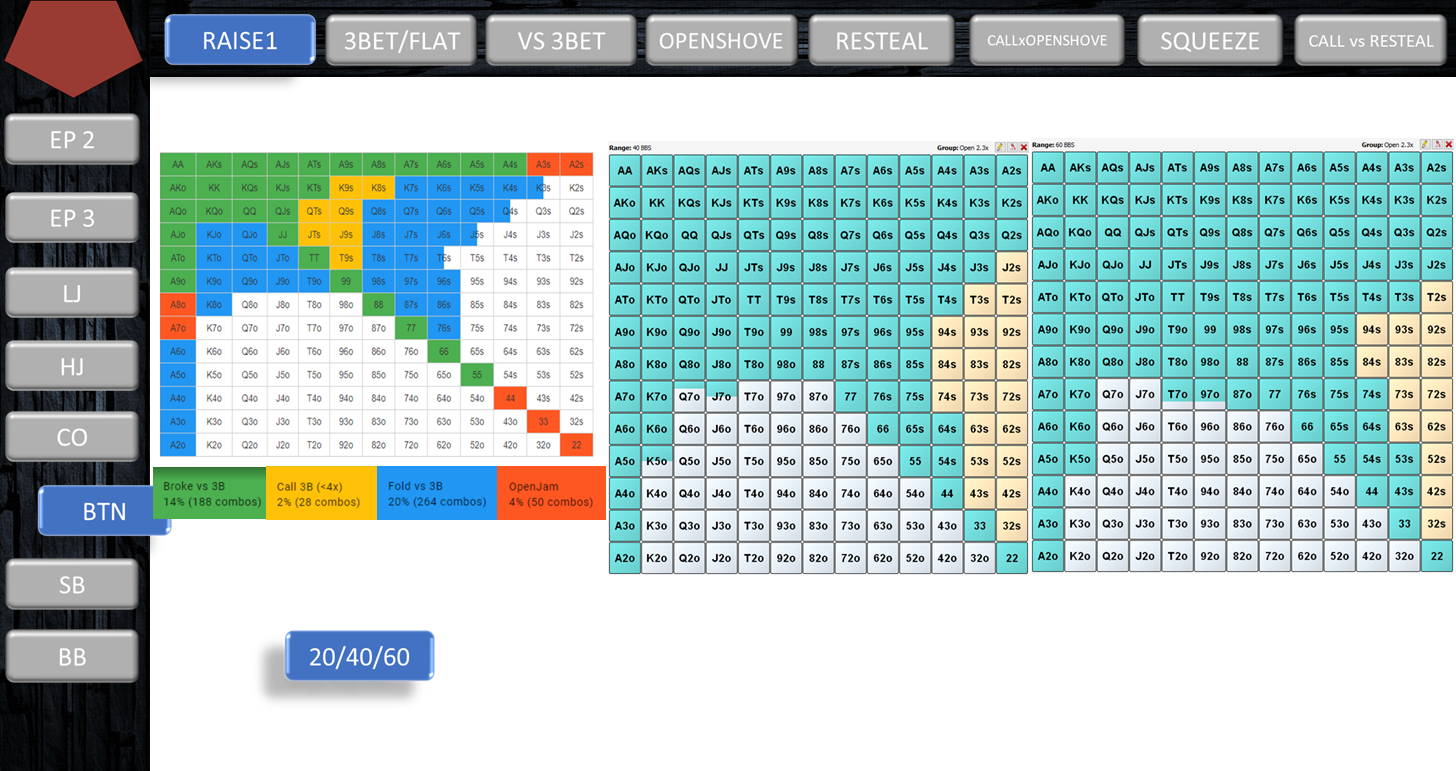 RAISE1 3BET/FLAT VS 3BET OPENSHOVE RESTEAL CALLxOPENSHOVE SQUEEZE CALL vs RESTEAL
EP 2
EP 3
LJ
HJ
CO
BTN
SB
BB
AA AKs AQs AJs ATs A9s A8s A7s A6s A5s A4s A3s A2s
AKo KK KQs KJs KTs K9s K8s K7s K6s K5s K4s K3s K2s
AQo KQo QQ QJs QTs Q9s Q8s Q7s Q6s Q5s Q4s Q3s Q2s
AJo KJo QJo JJ JTs J9s J8s J7s J6s J5s J4s J3s J2s
ATo KTo QTo JTo TT T9s T8s T7s T6s T5s T4s T3s T2s
A9o K9o Q9o J9o T9o 99 98s 97s 96s 95s 94s 93s 92s
A8o K8o Q8o J8o T8o 98o 88 87s 86s 85s 84s 83s 82s
A7o K7o Q7o J7o T7o 97o 87o 77 76s 75s 74s 73s 72s
A6o K6o Q6o J6o T6o 96o 86o 76o 66 65s 64s 63s 62s
A5o K5o Q5o J5o T5o 95o 85o 75o 65o 55 54s 53s 52s
A4o K4o Q4o J4o T4o 94o 84o 74o 64o 54o 44 43s 42s
A3o K3o Q3o J3o T3o 93o 83o 73o 63o 53o 43o 33 32s
A2o K2o Q2o J2o T2o 92o 82o 72o 62o 52o 42o 32o 22
Broke vs 3B
14% (188 combos)
Call 3B (<4x)
2% (28 combos)
Fold vs 3B
20% (264 combos)
OpenJam
4% (50 combos)
Range: 40 BBS Group: Open 2.3x
AA AKs AQs AJs ATs A9s A8s A7s A6s A5s A4s A3s A2s
AKo KK KQs KJs KTs K9s K8s K7s K6s K5s K4s K3s K2s
AQo KQo QQ QJs QTs Q9s Q8s Q7s Q6s Q5s Q4s Q3s Q2s
AJo KJo QJo JJ JTs J9s J8s J7s J6s J5s J4s J3s J2s
ATo KTo QTo JTo TT T9s T8s T7s T6s T5s T4s T3s T2s
A9o K9o Q9o J9o T9o 99 98s 97s 96s 95s 94s 93s 92s
A8o K8o Q8o J8o T8o 98o 88 87s 86s 85s 84s 83s 82s
A7o K7o Q7o J7o T7o 97o 87o 77 76s 75s 74s 73s 72s
A6o K6o Q6o J6o T6o 96o 86o 76o 66 65s 64s 63s 62s
A5o K5o Q5o J5o T5o 95o 85o 75o 65o 55 54s 53s 52s
A4o K4o Q4o J4o T4o 94o 84o 74o 64o 54o 44 43s 42s
A3o K3o Q3o J3o T3o 93o 83o 73o 63o 53o 43o 33 32s
A2o K2o Q2o J2o T2o 92o 82o 72o 62o 52o 42o 32o 22
Range: 60 BBS Group: Open 2.3x
AA AKs AQs AJs ATs A9s A8s A7s A6s A5s A4s A3s A2s
AKo KK KQs KJs KTs K9s K8s K7s K6s K5s K4s K3s K2s
AQo KQo QQ QJs QTs Q9s Q8s Q7s Q6s Q5s Q4s Q3s Q2s
AJo KJo QJo JJ JTs J9s J8s J7s J6s J5s J4s J3s J2s
ATo KTo QTo JTo TT T9s T8s T7s T6s T5s T4s T3s T2s
A9o K9o Q9o J9o T9o 99 98s 97s 96s 95s 94s 93s 92s
A8o K8o Q8o J8o T8o 98o 88 87s 86s 85s 84s 83s 82s
A7o K7o Q7o J7o T7o 97o 87o 77 76s 75s 74s 73s 72s
A6o K6o Q6o J6o T6o 96o 86o 76o 66 65s 64s 63s 62s
A5o K5o Q5o J5o T5o 95o 85o 75o 65o 55 54s 53s 52s
A4o K4o Q4o J4o T4o 94o 84o 74o 64o 54o 44 43s 42s
A3o K3o Q3o J3o T3o 93o 83o 73o 63o 53o 43o 33 32s
A2o K2o Q2o J2o T2o 92o 82o 72o 62o 52o 42o 32o 22
20/40/60